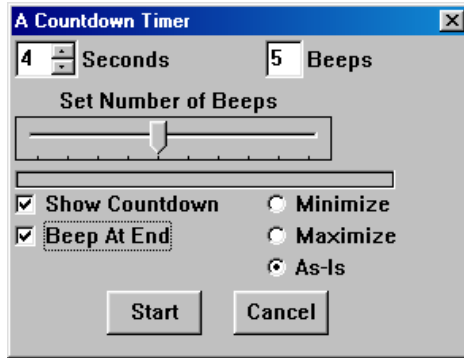 A Countdown Timer
4 Seconds 5 Beeps
Set Number of Beeps
Show Countdown Minimize
Beep At End Maximize
As-Is
Start Cancel